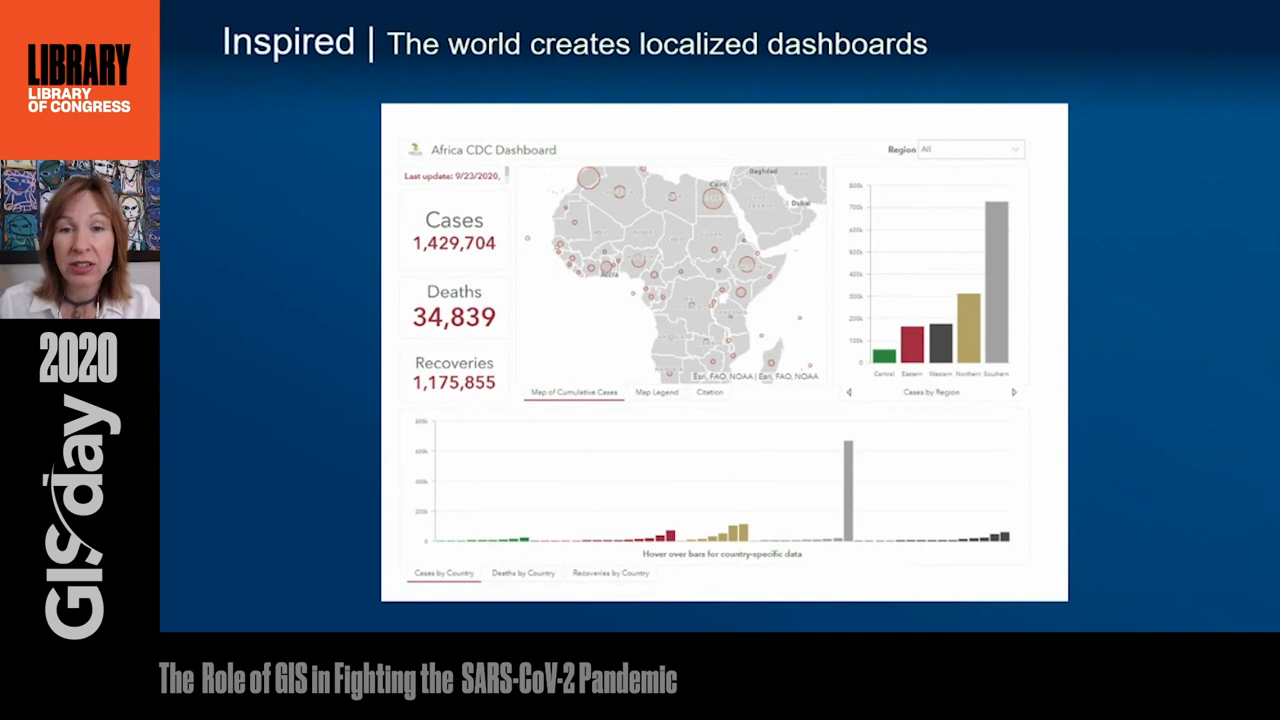 LIBRARY
LIBRARY
OF CONGRESS
Inspired | The world creates localized dashboards
Africa CDC Dashboard
Region All
Last update: 9/23/2020,
Cases
1,429,704
Deaths
34,839
Recoveries
1,175,855
Baghdad
Cairo
Dubai
Accra
Esri, FAO, NOAA | Esri, FAO, NOAA
Map of Cumulative Cases
Map Legend
Citation
800k
700k
600k
500k
400k
300k
200k
100k
0
Central Eastern Western Northern Southern
Cases by Region
800k
600k
400k
200k
0
Hover over bars for country-specific data
Cases by Country
Deaths by Country
Recoveries by Country
GISday 2020
The Role of GIS in Fighting the SARS-CoV-2 Pandemic